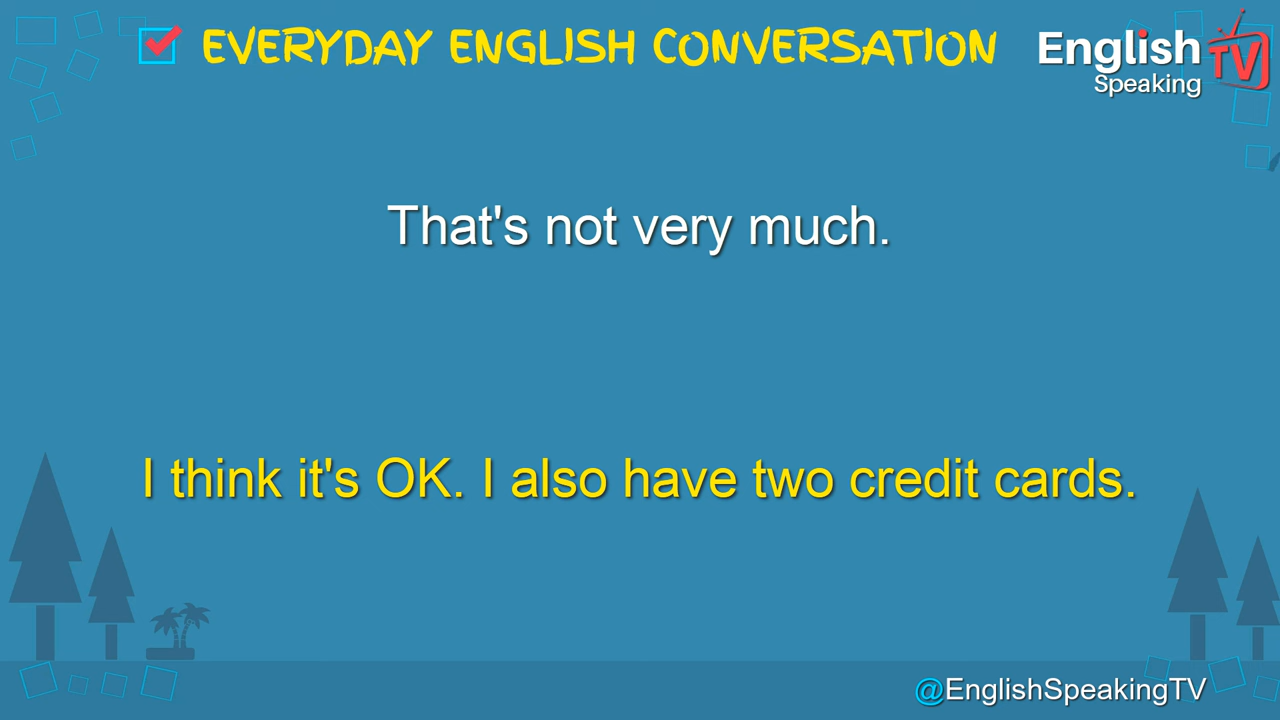 EVERYDAY ENGLISH CONVERSATION
English
Speaking
TV
That's not very much.
I think it's OK. I also have two credit cards.
@EnglishSpeakingTV